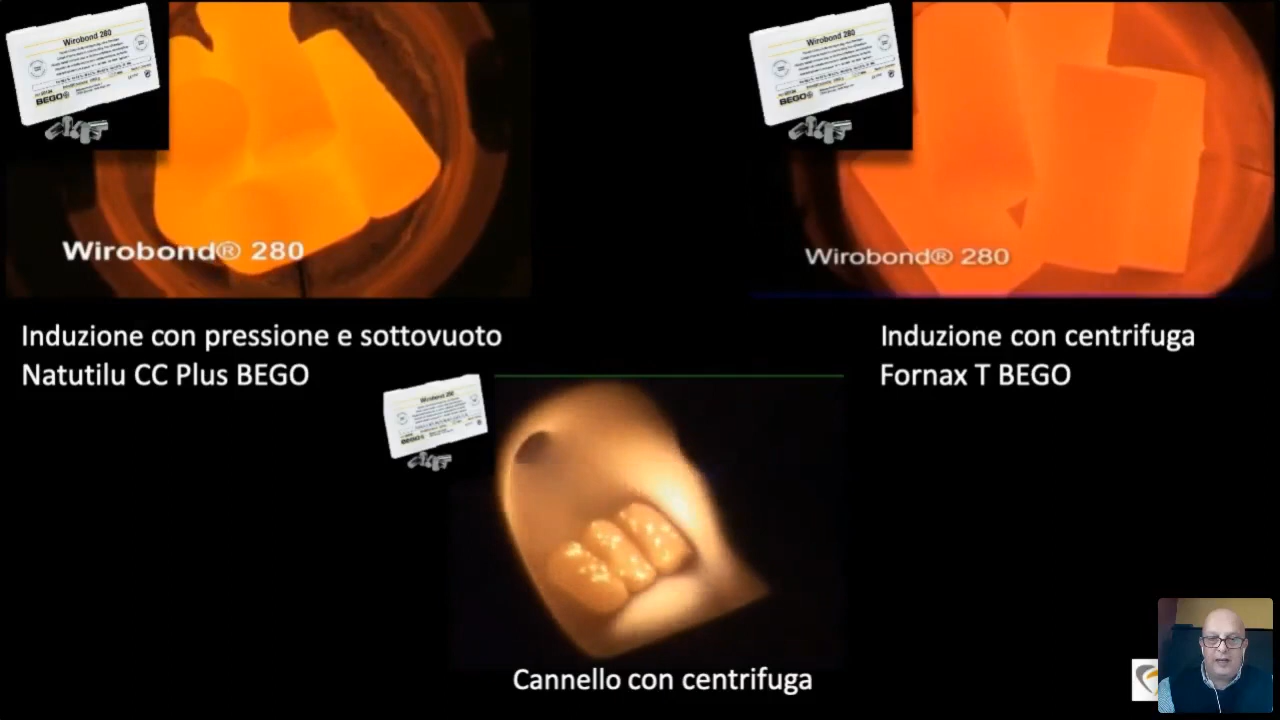 Wirobond 280
BEGO
Wirobond® 280
Induzione con pressione e sottovuoto
Natutilu CC Plus BEGO
Wirobond 280
BEGO
Wirobond® 280
Induzione con centrifuga
Fornax T BEGO
Wirobond 280
BEGO
Cannello con centrifuga